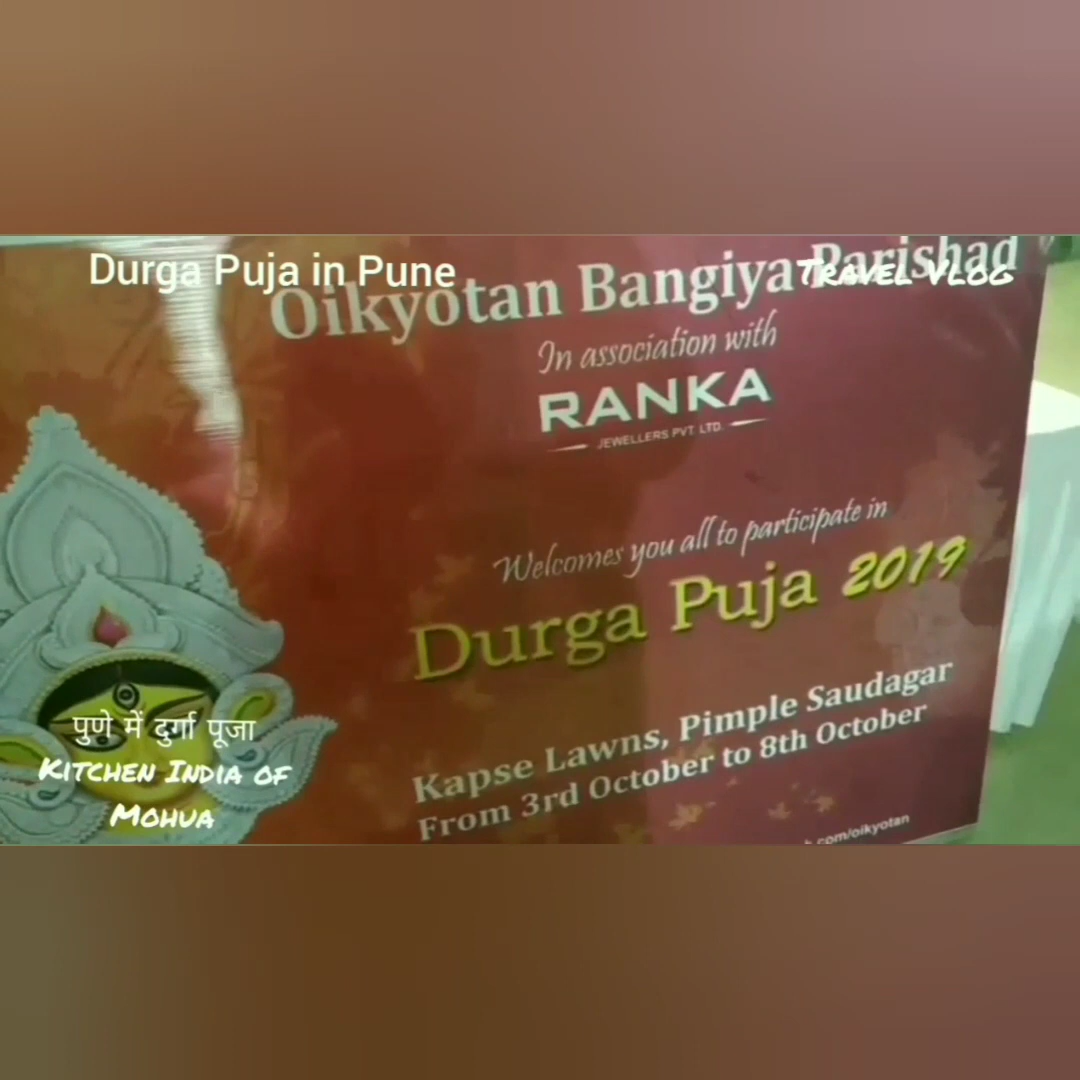 Durga Puja in Pune
Travel Vlog
Oikyotan Bangiya Parishad
In association with
RANKA
JEWELLERS PVT. LTD.
Welcomes you all to participate in
Durga Puja 2019
Kapse Lawns, Pimple Saudagar
From 3rd October to 8th October
.com/oikyotan
पुणे में दुर्गा पूजा
Kitchen India of
Mohua